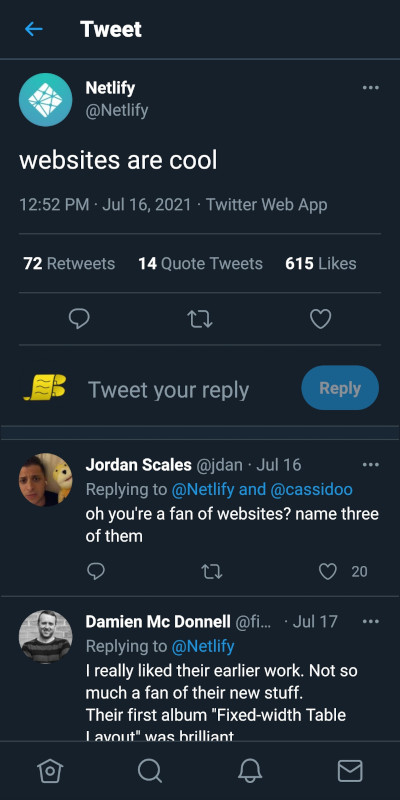 Tweet
Netlify
@Netlify
websites are cool
12:52 PM · Jul 16, 2021 · Twitter Web App
72 Retweets 14 Quote Tweets 615 Likes
Tweet your reply
Reply
Jordan Scales @jdan · Jul 16
Replying to @Netlify and @cassidoo
oh you're a fan of websites? name three
of them
20
Damien Mc Donnell @fi... · Jul 17
Replying to @Netlify
I really liked their earlier work. Not so
much a fan of their new stuff.
Their first album "Fixed-width Table
Layout" was brilliant